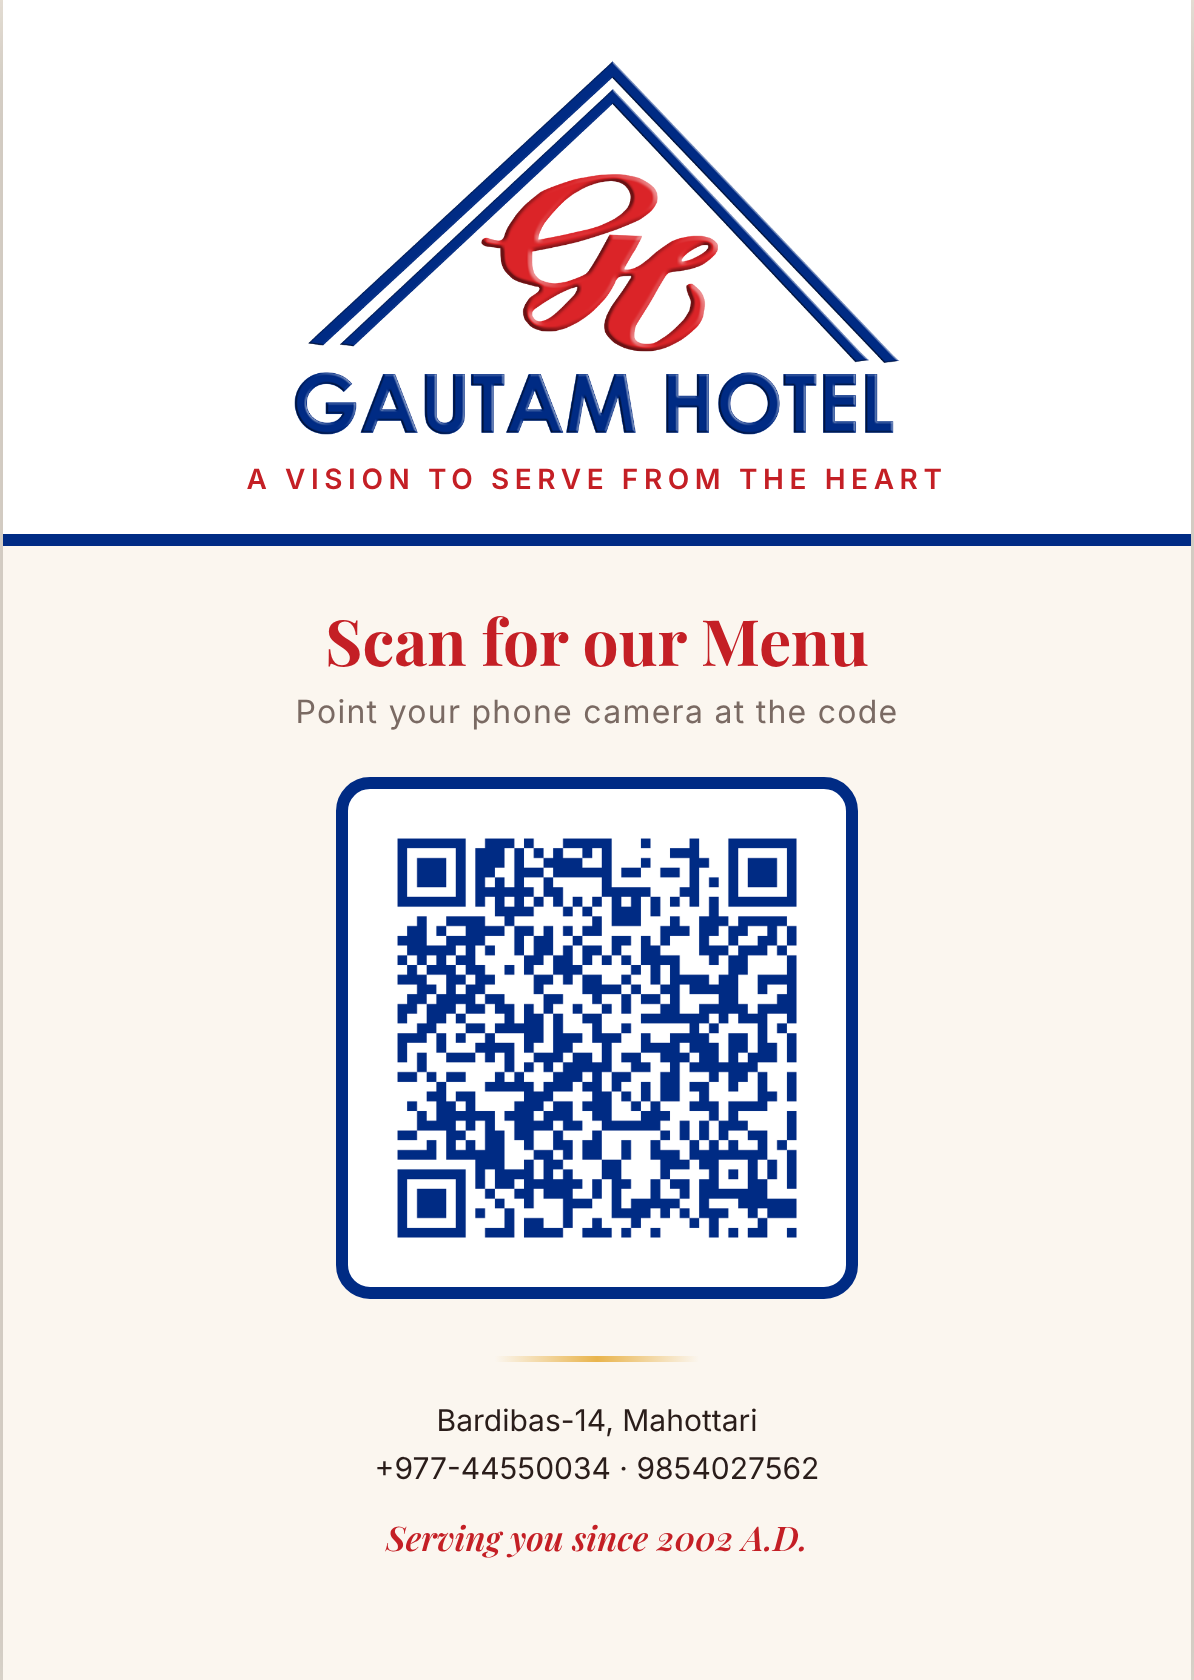 GH
GAUTAM HOTEL
A VISION TO SERVE FROM THE HEART
Scan for our Menu
Point your phone camera at the code
Bardibas-14, Mahottari
+977-44550034 · 9854027562
Serving you since 2002 A.D.